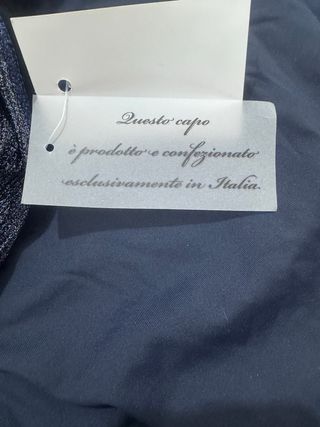 Questo capo
è prodotto e confezionato
esclusivamente in Italia.